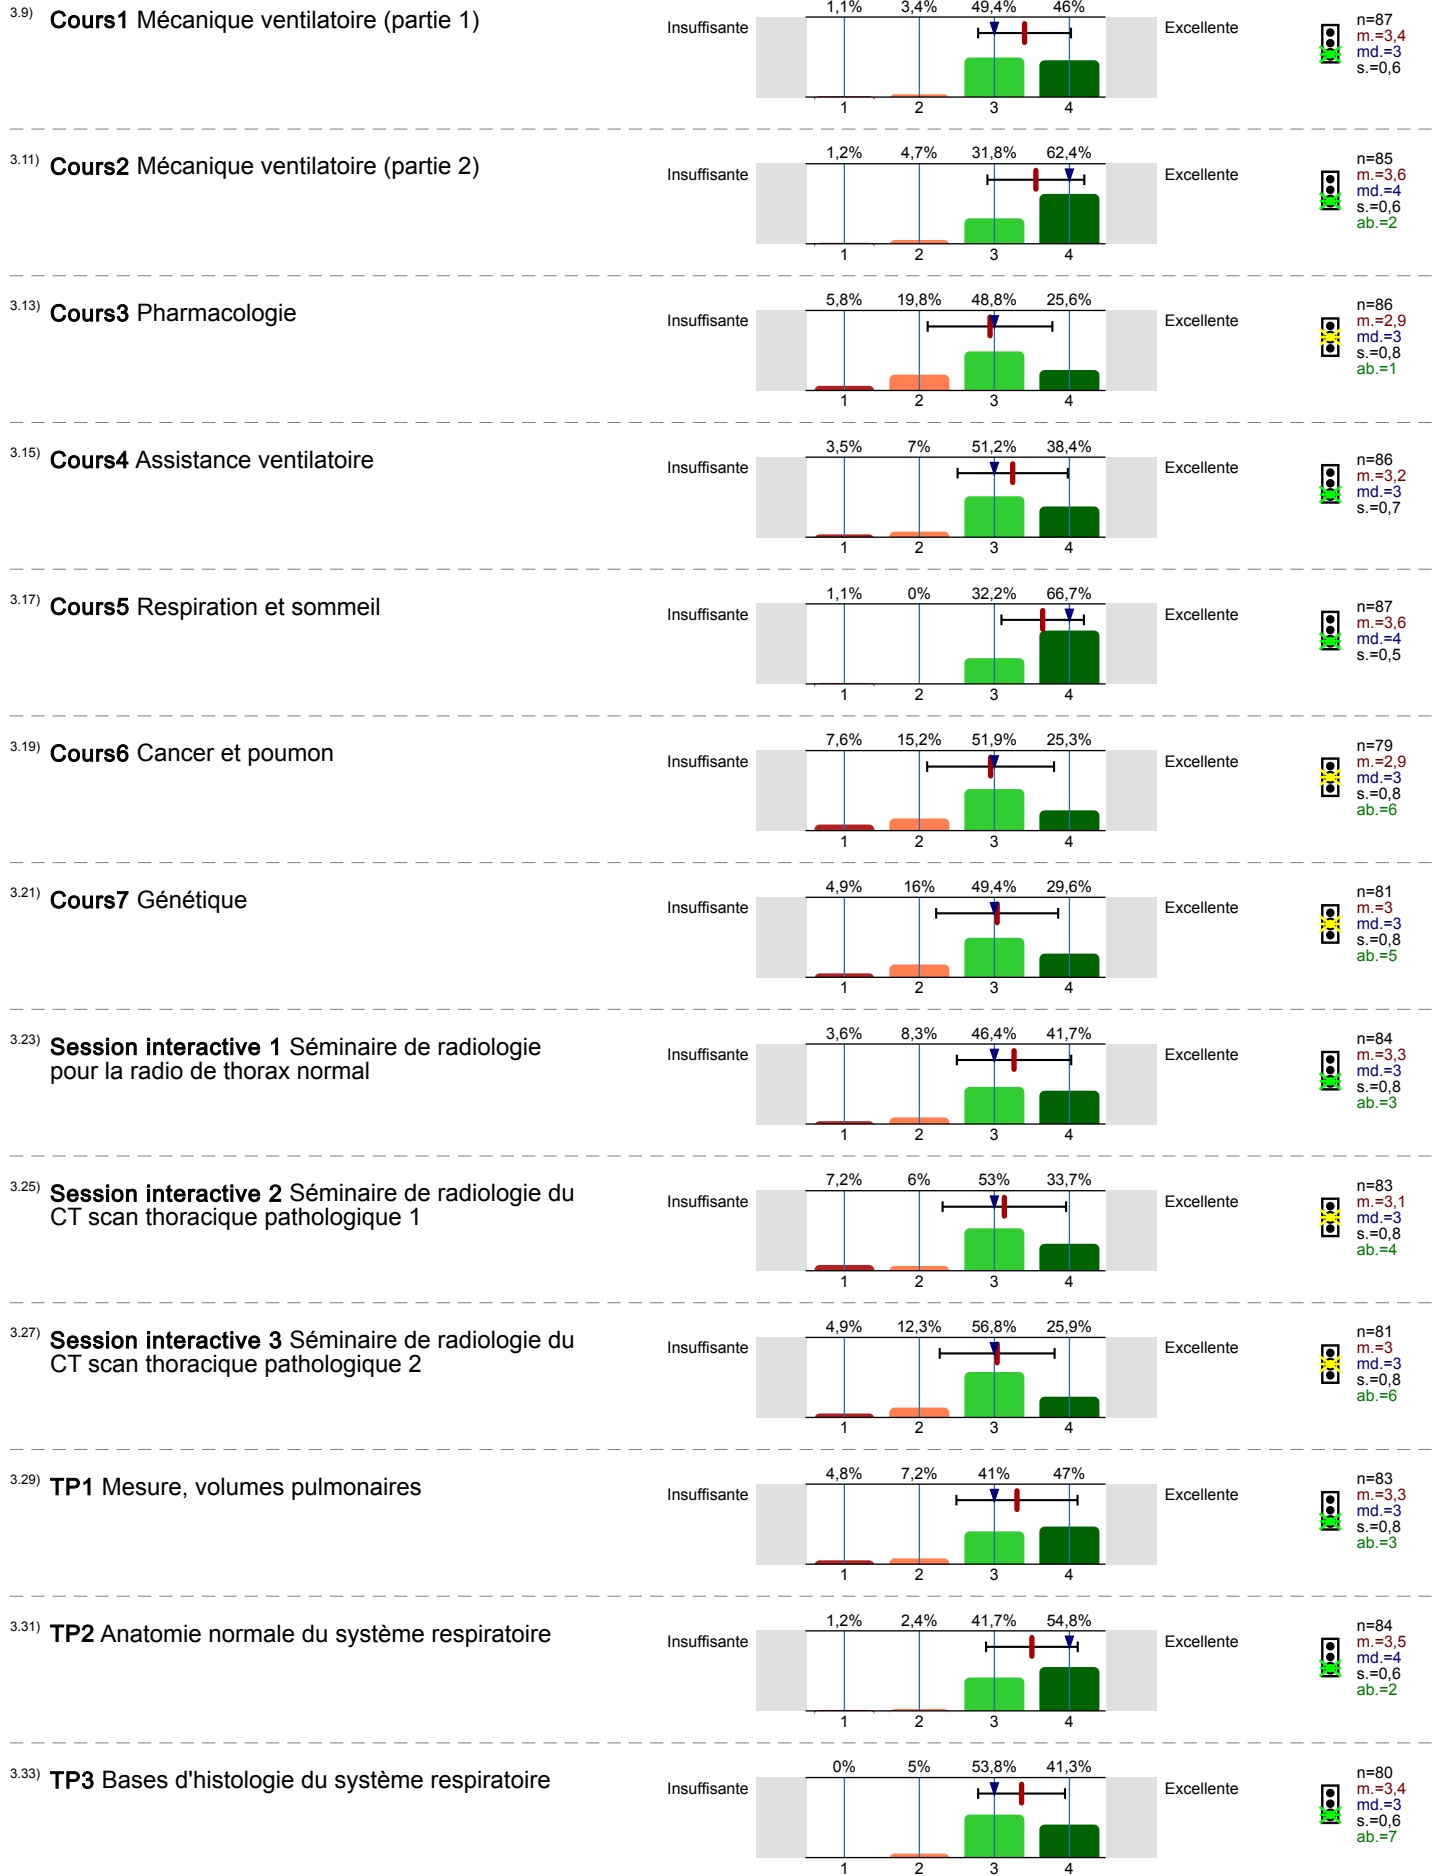 3.9) Cours1 Mécanique ventilatoire (partie 1)
Insuffisante
1,1% 3,4% 49,4% 46%
1 2 3 4
Excellente
n=87
m.=3,4
md.=3
s.=0,6
3.11) Cours2 Mécanique ventilatoire (partie 2)
Insuffisante
1,2% 4,7% 31,8% 62,4%
1 2 3 4
Excellente
n=85
m.=3,6
md.=4
s.=0,6
ab.=2
3.13) Cours3 Pharmacologie
Insuffisante
5,8% 19,8% 48,8% 25,6%
1 2 3 4
Excellente
n=86
m.=2,9
md.=3
s.=0,8
ab.=1
3.15) Cours4 Assistance ventilatoire
Insuffisante
3,5% 7% 51,2% 38,4%
1 2 3 4
Excellente
n=86
m.=3,2
md.=3
s.=0,7
3.17) Cours5 Respiration et sommeil
Insuffisante
1,1% 0% 32,2% 66,7%
1 2 3 4
Excellente
n=87
m.=3,6
md.=4
s.=0,5
3.19) Cours6 Cancer et poumon
Insuffisante
7,6% 15,2% 51,9% 25,3%
1 2 3 4
Excellente
n=79
m.=2,9
md.=3
s.=0,8
ab.=6
3.21) Cours7 Génétique
Insuffisante
4,9% 16% 49,4% 29,6%
1 2 3 4
Excellente
n=81
m.=3
md.=3
s.=0,8
ab.=5
3.23) Session interactive 1 Séminaire de radiologie
pour la radio de thorax normal
Insuffisante
3,6% 8,3% 46,4% 41,7%
1 2 3 4
Excellente
n=84
m.=3,3
md.=3
s.=0,8
ab.=3
3.25) Session interactive 2 Séminaire de radiologie du
CT scan thoracique pathologique 1
Insuffisante
7,2% 6% 53% 33,7%
1 2 3 4
Excellente
n=83
m.=3,1
md.=3
s.=0,8
ab.=4
3.27) Session interactive 3 Séminaire de radiologie du
CT scan thoracique pathologique 2
Insuffisante
4,9% 12,3% 56,8% 25,9%
1 2 3 4
Excellente
n=81
m.=3
md.=3
s.=0,8
ab.=6
3.29) TP1 Mesure, volumes pulmonaires
Insuffisante
4,8% 7,2% 41% 47%
1 2 3 4
Excellente
n=83
m.=3,3
md.=3
s.=0,8
ab.=3
3.31) TP2 Anatomie normale du système respiratoire
Insuffisante
1,2% 2,4% 41,7% 54,8%
1 2 3 4
Excellente
n=84
m.=3,5
md.=4
s.=0,6
ab.=2
3.33) TP3 Bases d'histologie du système respiratoire
Insuffisante
0% 5% 53,8% 41,3%
1 2 3 4
Excellente
n=80
m.=3,4
md.=3
s.=0,6
ab.=7